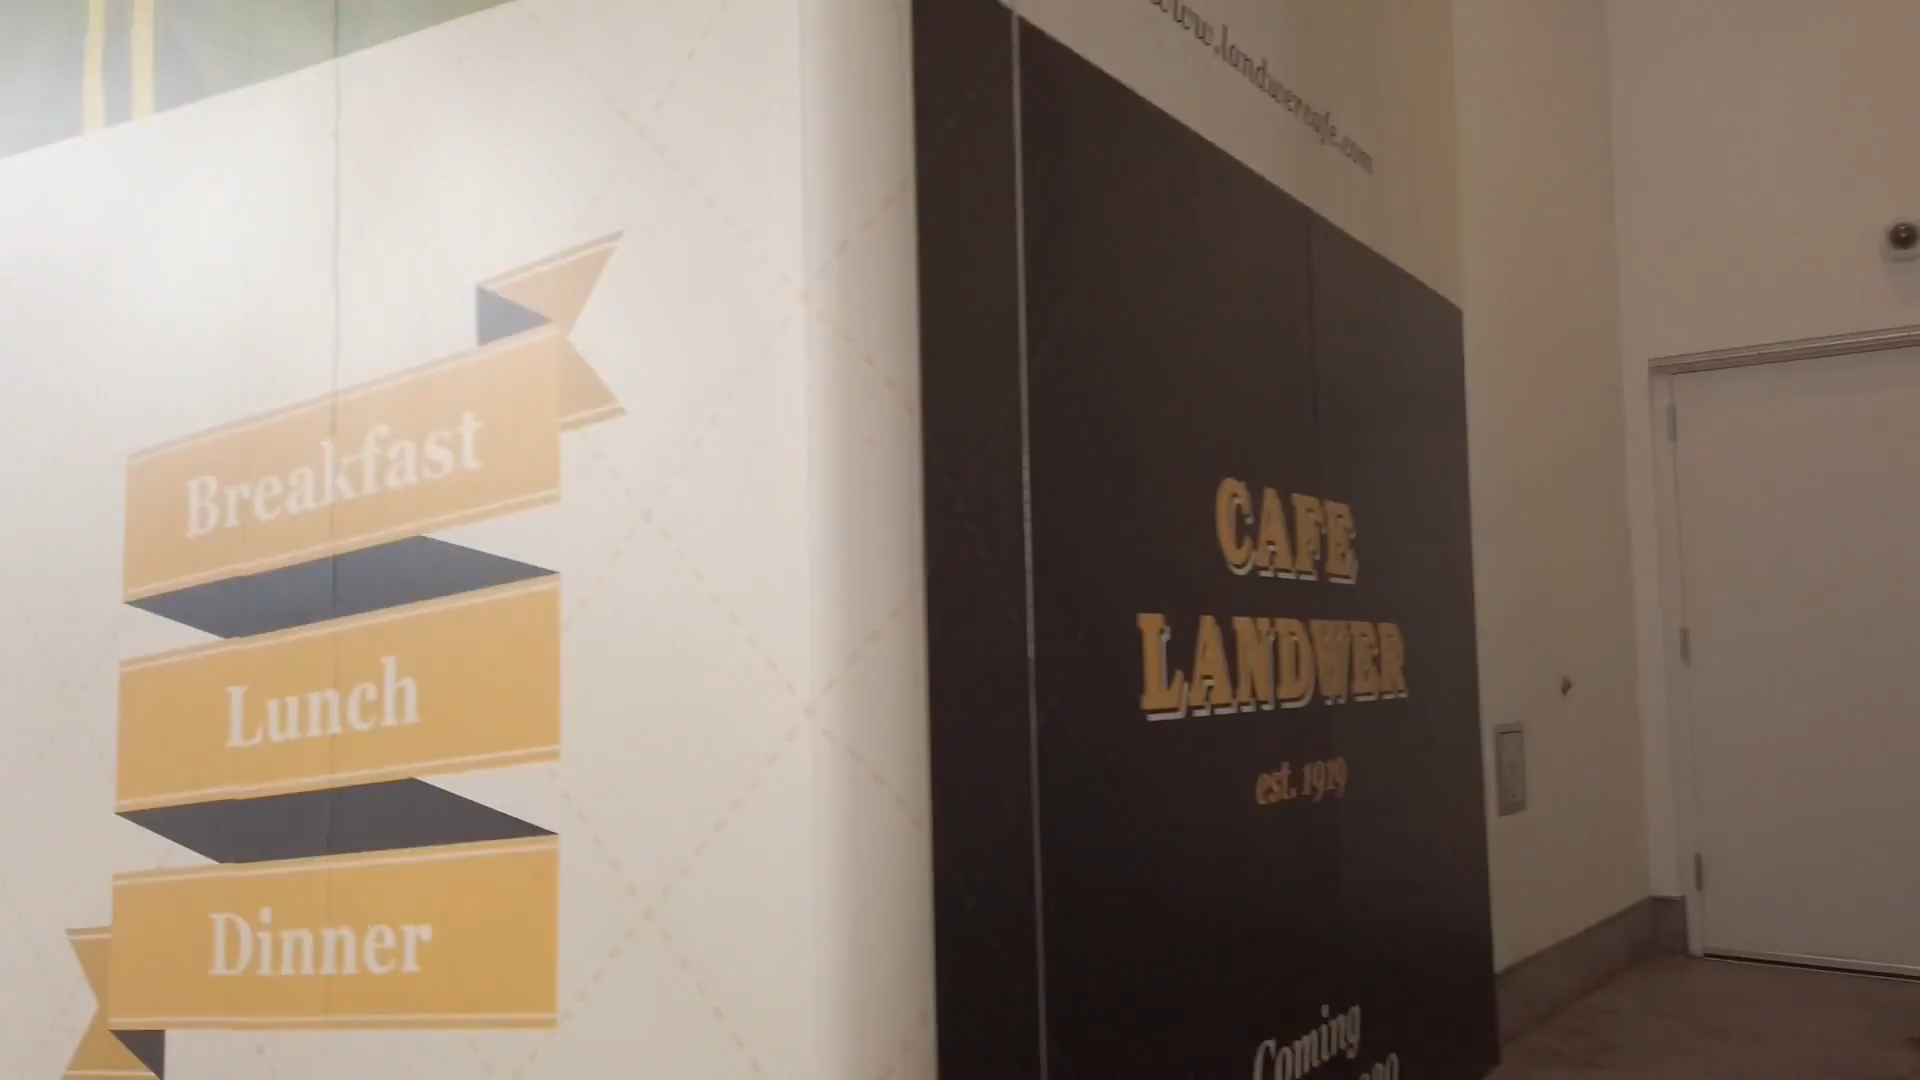 Breakfast
Lunch
Dinner
www.landwercafe.com
CAFE
LANDWER
est. 1919
Coming